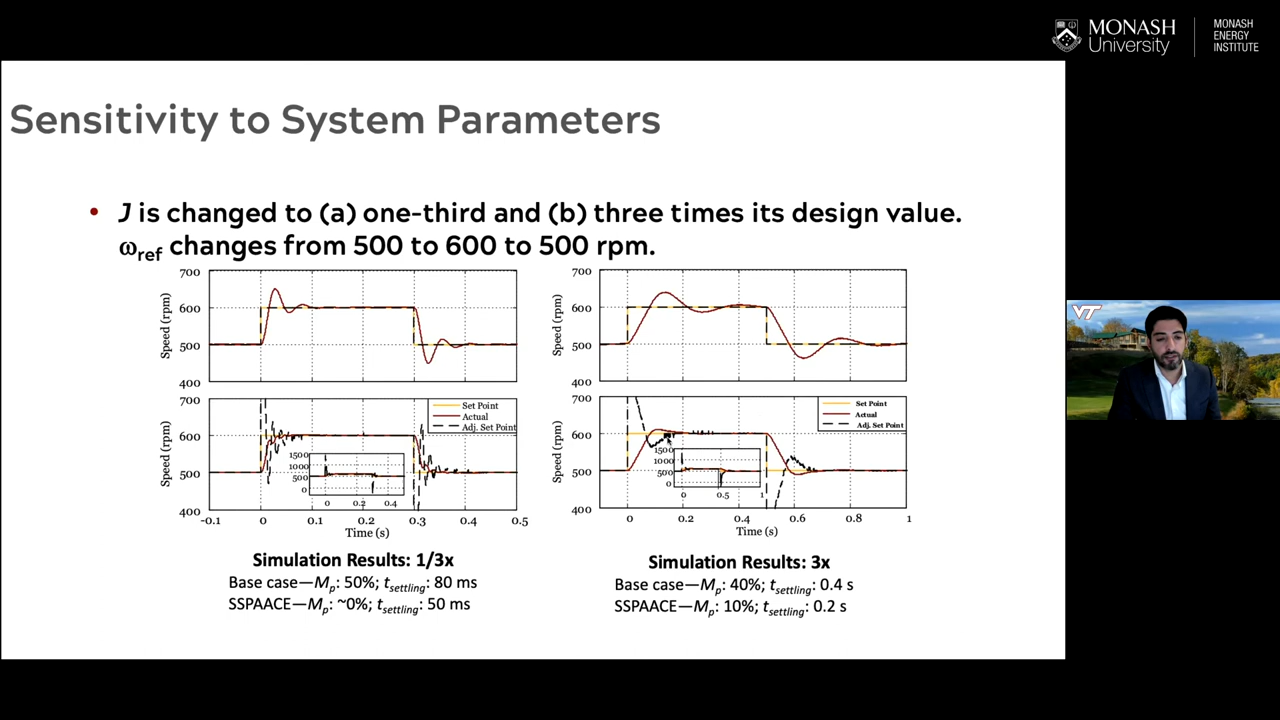 MONASH
University
MONASH
ENERGY
INSTITUTE
Sensitivity to System Parameters
• J is changed to (a) one-third and (b) three times its design value.
ωref changes from 500 to 600 to 500 rpm.
700
600
500
400
Speed (rpm)
700
600
500
400
Speed (rpm)
700
600
500
400
Speed (rpm)
Set Point
Actual
Adj. Set Point
1500
1000
500
0
0
0.2
0.4
-0.1
0
0.1
0.2
0.3
0.4
0.5
Time (s)
700
600
500
400
Speed (rpm)
Set Point
Actual
Adj. Set Point
1500
1000
500
0
0
0.5
1
0
0.2
0.4
0.6
0.8
1
Time (s)
Simulation Results: 1/3x
Base case—Mp: 50%; tsettling: 80 ms
SSPAACE—Mp: ~0%; tsettling: 50 ms
Simulation Results: 3x
Base case—Mp: 40%; tsettling: 0.4 s
SSPAACE—Mp: 10%; tsettling: 0.2 s
VT